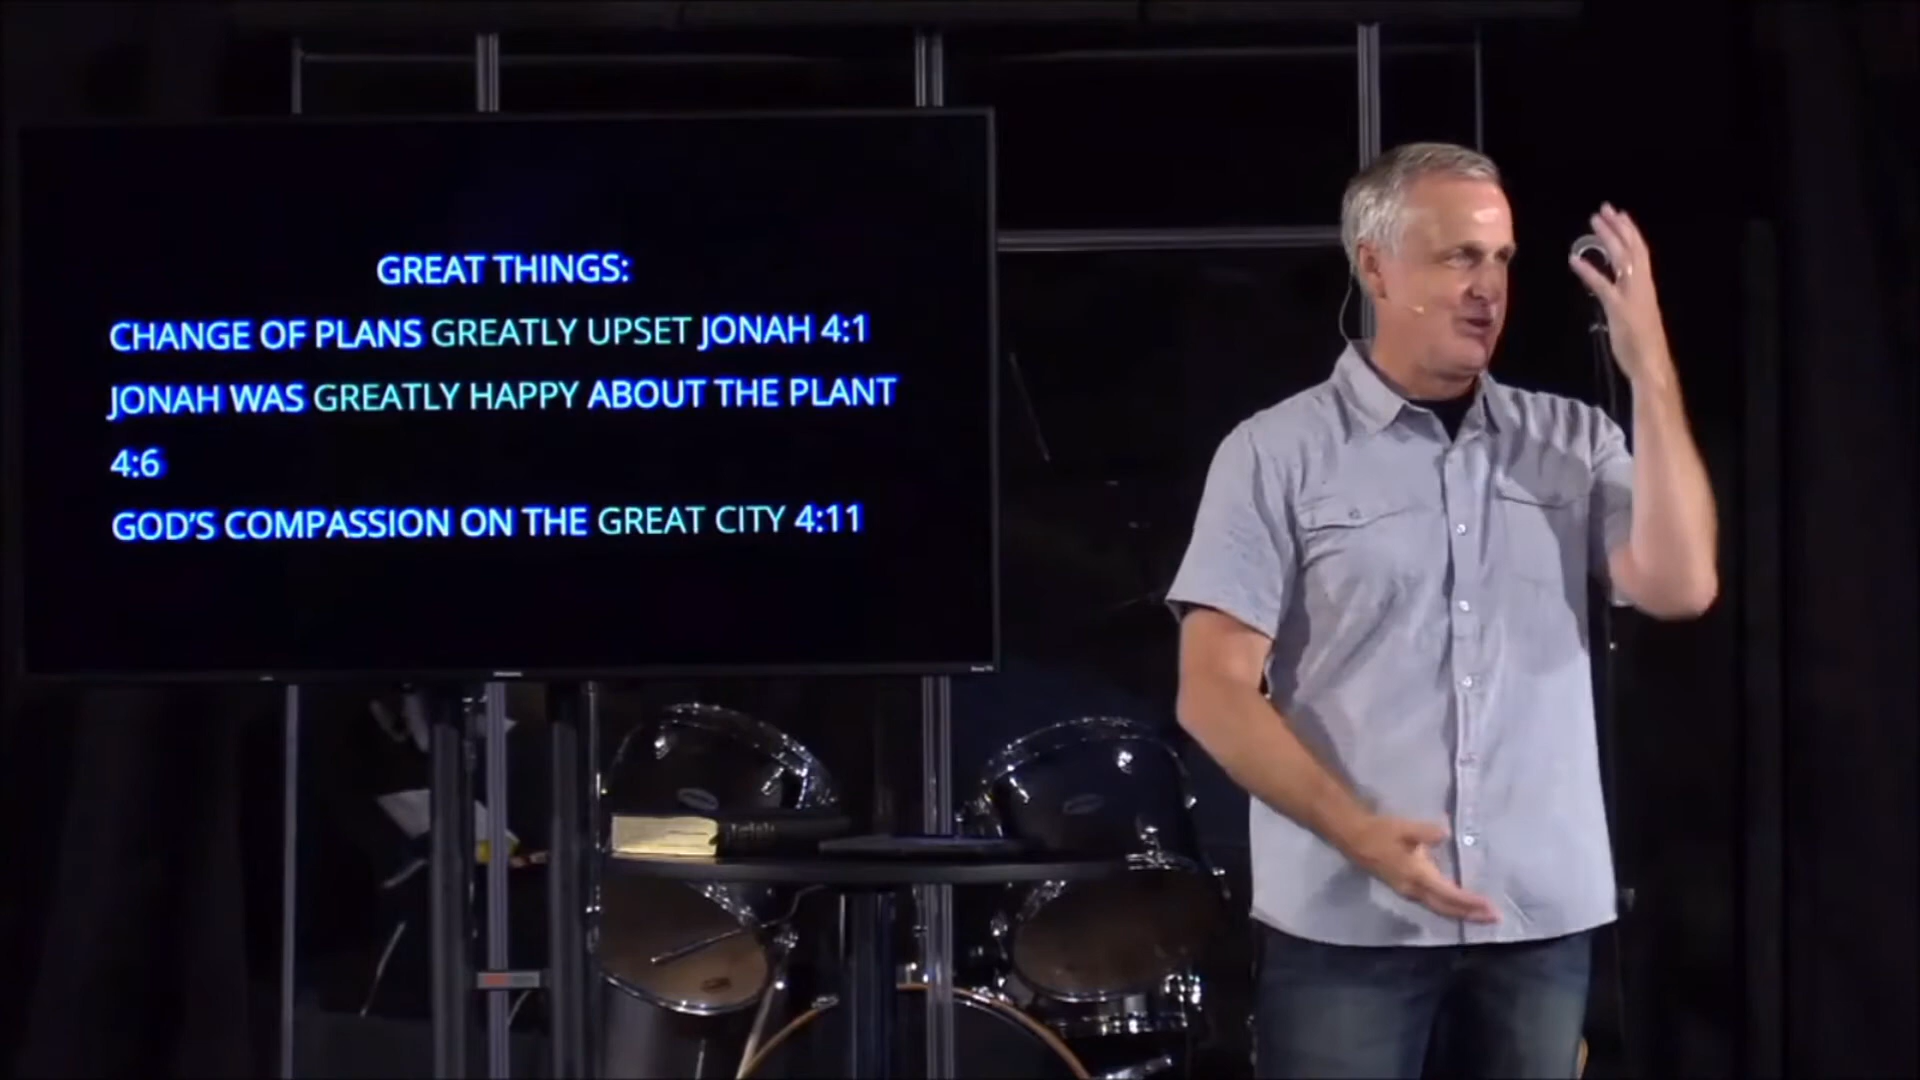 GREAT THINGS:
CHANGE OF PLANS GREATLY UPSET JONAH 4:1
JONAH WAS GREATLY HAPPY ABOUT THE PLANT
4:6
GOD'S COMPASSION ON THE GREAT CITY 4:11